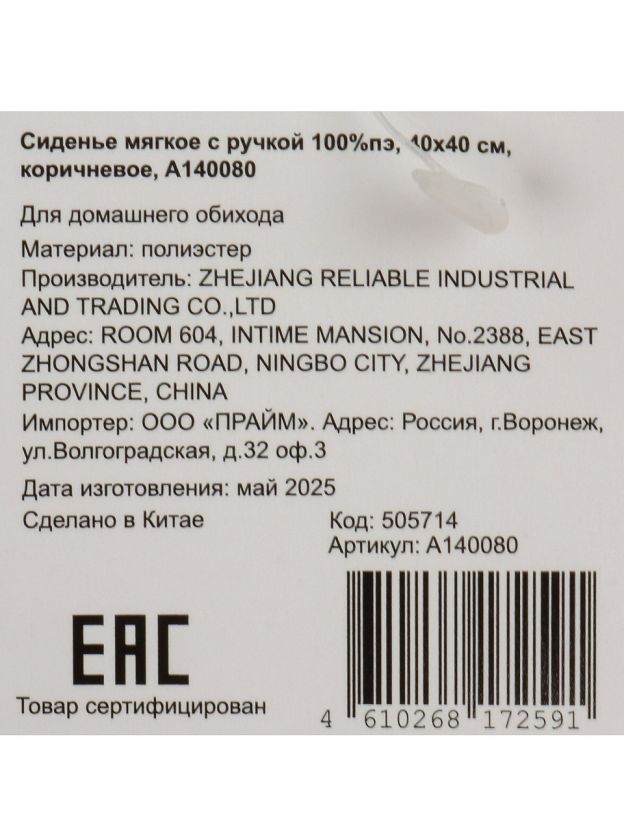 Сиденье мягкое с ручкой 100%пэ, 40х40 см,
коричневое, А140080
Для домашнего обихода
Материал: полиэстер
Производитель: ZHEJIANG RELIABLE INDUSTRIAL
AND TRADING CO.,LTD
Адрес: ROOM 604, INTIME MANSION, No.2388, EAST
ZHONGSHAN ROAD, NINGBO CITY, ZHEJIANG
PROVINCE, CHINA
Импортер: ООО «ПРАЙМ». Адрес: Россия, г.Воронеж,
ул.Волгоградская, д.32 оф.3
Дата изготовления: май 2025
Сделано в Китае
Код: 505714
Артикул: А140080
EAC
Товар сертифицирован
4 610268 172591